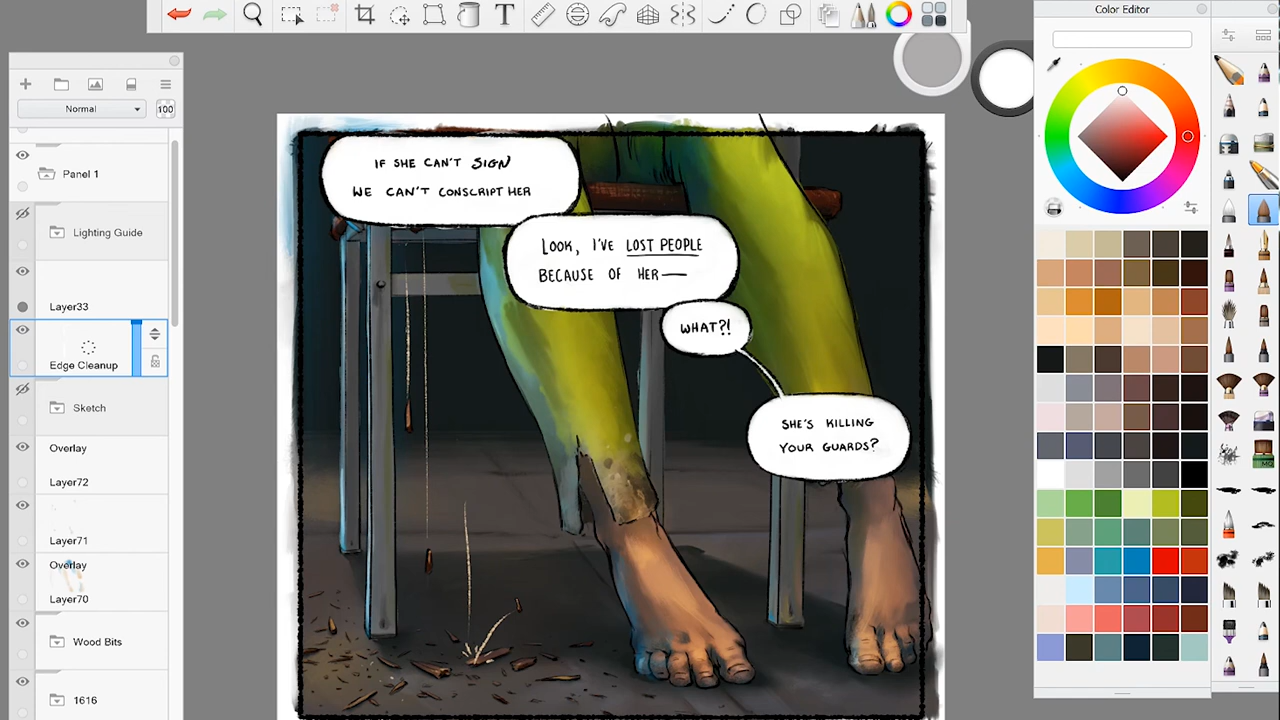 T
Color Editor
Normal
100
Panel 1
Lighting Guide
Layer33
Edge Cleanup
Sketch
Overlay
Layer72
Layer71
Overlay
Layer70
Wood Bits
1616
IF SHE CAN'T SIGN
WE CAN'T CONSCRIPT HER
LOOK, I'VE LOST PEOPLE
BECAUSE OF HER—
WHAT?!
SHE'S KILLING
YOUR GUARDS?